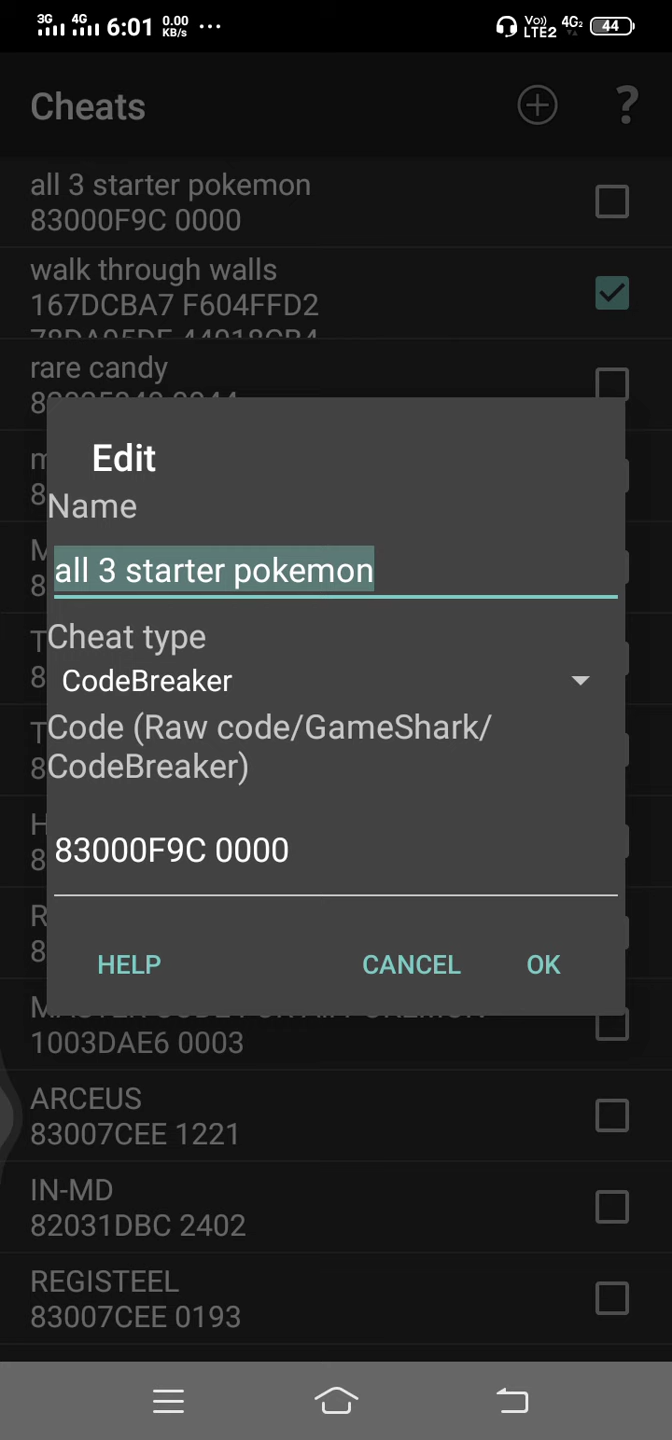 3G 4G 6:01 0.00 KB/s ... Vo)) LTE2 4G2 44
Cheats
?
all 3 starter pokemon
83000F9C 0000
walk through walls
167DCBA7 F604FFD2
rare candy
Edit
Name
all 3 starter pokemon
Cheat type
CodeBreaker
Code (Raw code/GameShark/
CodeBreaker)
83000F9C 0000
HELP CANCEL OK
1003DAE6 0003
ARCEUS
83007CEE 1221
IN-MD
82031DBC 2402
REGISTEEL
83007CEE 0193